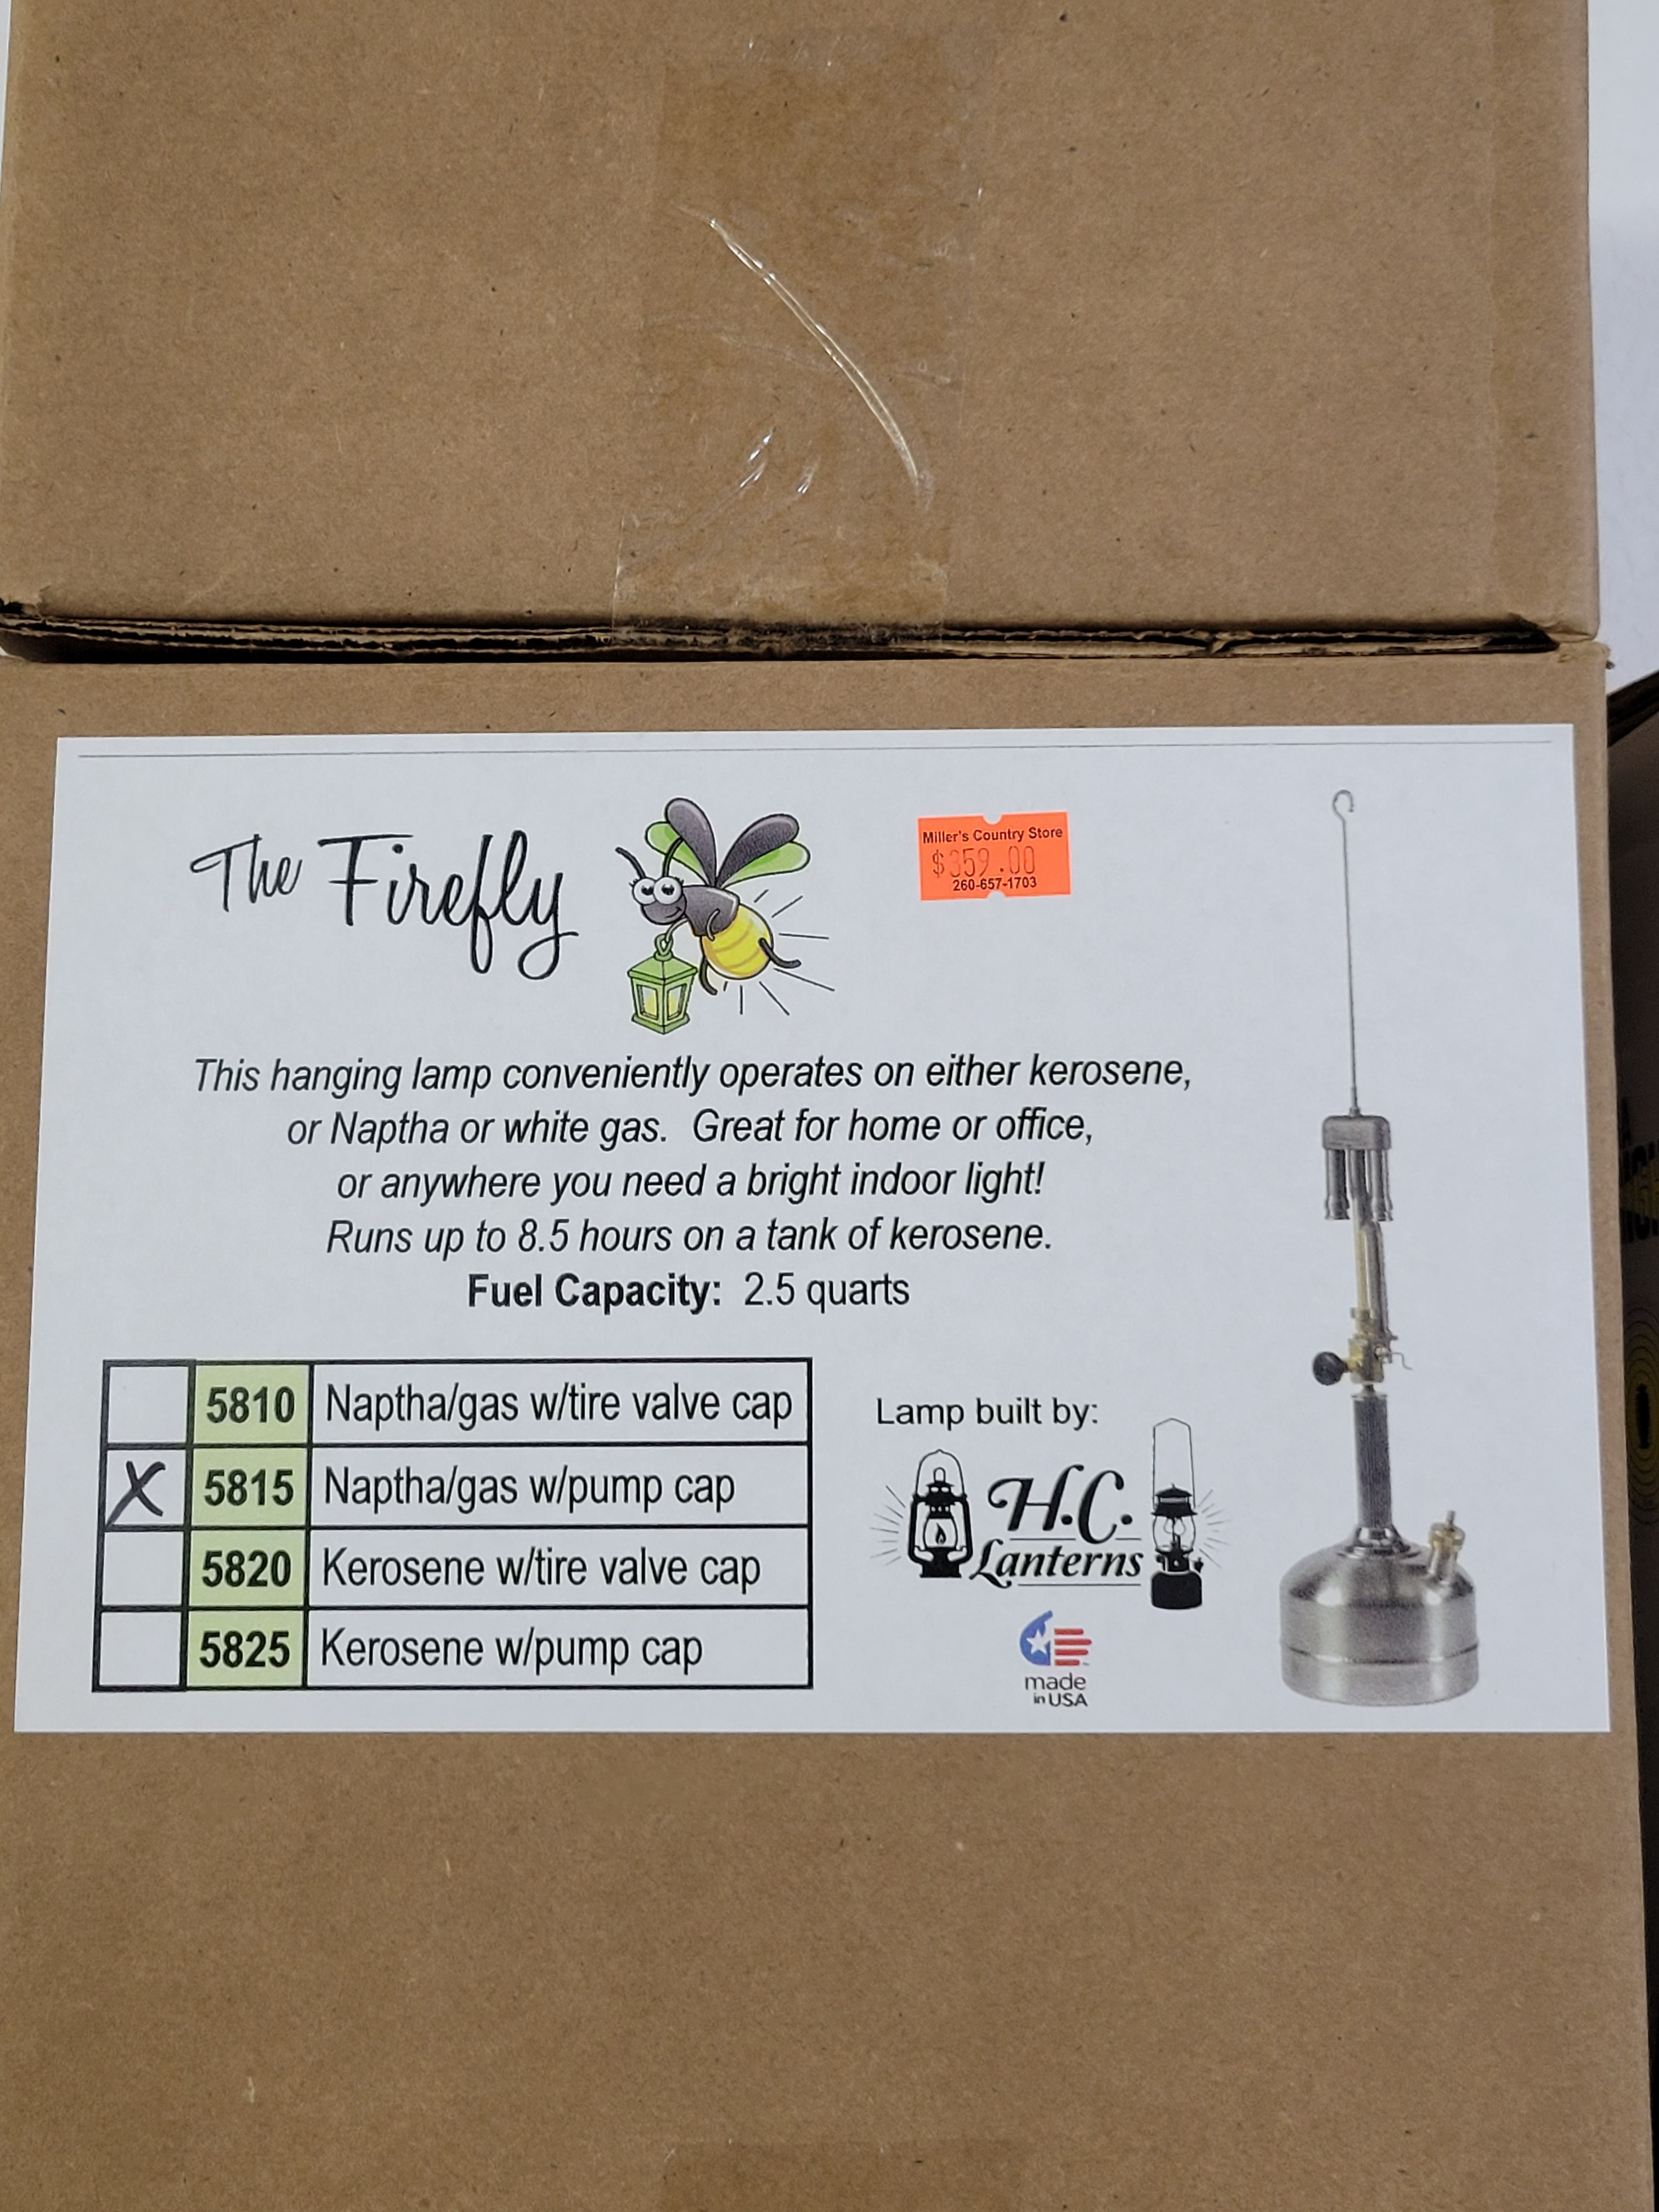 The Firefly
Miller's Country Store
$359.00
260-657-1703
This hanging lamp conveniently operates on either kerosene,
or Naptha or white gas. Great for home or office,
or anywhere you need a bright indoor light!
Runs up to 8.5 hours on a tank of kerosene.
Fuel Capacity: 2.5 quarts
5810 Naptha/gas w/tire valve cap
X 5815 Naptha/gas w/pump cap
5820 Kerosene w/tire valve cap
5825 Kerosene w/pump cap
Lamp built by:
H.C.
Lanterns
made
in USA